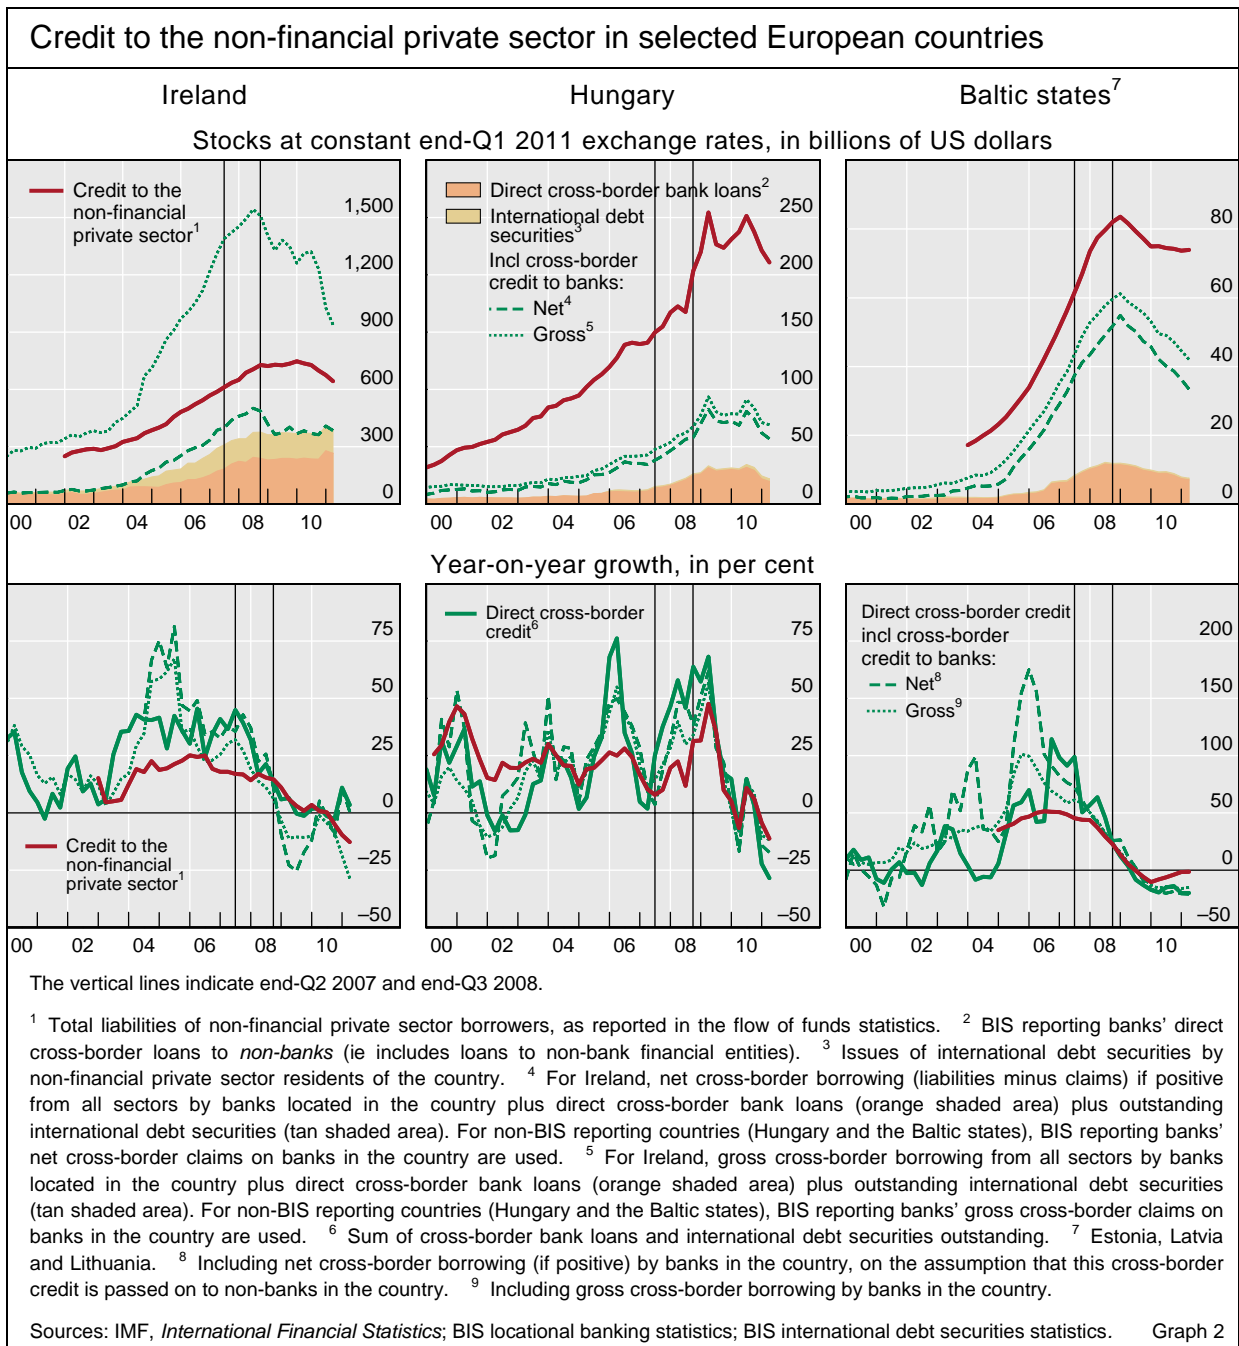 Credit to the non-financial private sector in selected European countries
Ireland
Hungary
Baltic states7
Stocks at constant end-Q1 2011 exchange rates, in billions of US dollars
Credit to the
non-financial
private sector1
1,500
1,200
900
600
300
0
00 02 04 06 08 10
Direct cross-border bank loans2
International debt
securities3
Incl cross-border
credit to banks:
Net4
Gross5
250
200
150
100
50
0
00 02 04 06 08 10
80
60
40
20
0
00 02 04 06 08 10
Year-on-year growth, in per cent
75
50
25
0
–25
–50
Credit to the
non-financial
private sector1
00 02 04 06 08 10
Direct cross-border
credit6
75
50
25
0
–25
–50
00 02 04 06 08 10
Direct cross-border credit
incl cross-border
credit to banks:
Net8
Gross9
200
150
100
50
0
–50
00 02 04 06 08 10
The vertical lines indicate end-Q2 2007 and end-Q3 2008.
1 Total liabilities of non-financial private sector borrowers, as reported in the flow of funds statistics. 2 BIS reporting banks’ direct
cross-border loans to non-banks (ie includes loans to non-bank financial entities). 3 Issues of international debt securities by
non-financial private sector residents of the country. 4 For Ireland, net cross-border borrowing (liabilities minus claims) if positive
from all sectors by banks located in the country plus direct cross-border bank loans (orange shaded area) plus outstanding
international debt securities (tan shaded area). For non-BIS reporting countries (Hungary and the Baltic states), BIS reporting banks’
net cross-border claims on banks in the country are used. 5 For Ireland, gross cross-border borrowing from all sectors by banks
located in the country plus direct cross-border bank loans (orange shaded area) plus outstanding international debt securities
(tan shaded area). For non-BIS reporting countries (Hungary and the Baltic states), BIS reporting banks’ gross cross-border claims on
banks in the country are used. 6 Sum of cross-border bank loans and international debt securities outstanding. 7 Estonia, Latvia
and Lithuania. 8 Including net cross-border borrowing (if positive) by banks in the country, on the assumption that this cross-border
credit is passed on to non-banks in the country. 9 Including gross cross-border borrowing by banks in the country.
Sources: IMF, International Financial Statistics; BIS locational banking statistics; BIS international debt securities statistics. Graph 2